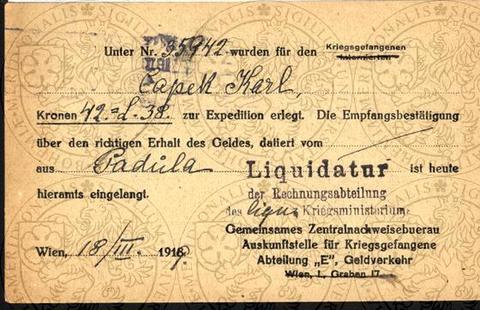 Unter Nr. 35942 wurden für den Kriegsgefangenen
Internierten
Capek Karl,
Kronen 42.= L. 38. zur Expedition erlegt. Die Empfangsbestätigung
über den richtigen Erhalt des Geldes, datiert vom
aus Padula ist heute
hieramts eingelangt.
Liquidatur
der Rechnungsabteilung
des liqu. Kriegsministeriums
Gemeinsames Zentralnachweisebureau
Auskunftstelle für Kriegsgefangene
Abteilung „E", Geldverkehr
Wien, I., Graben 17.
Wien, 18/III. 1919.